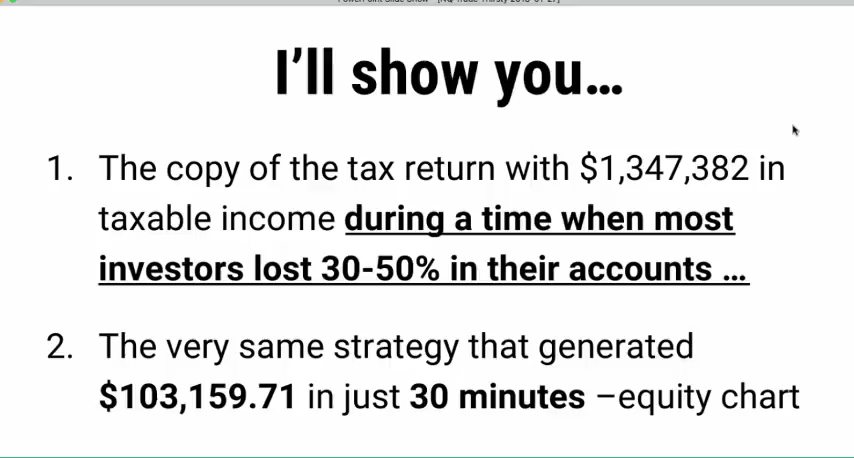 I’ll show you…
1. The copy of the tax return with $1,347,382 in
taxable income during a time when most
investors lost 30-50% in their accounts …
2. The very same strategy that generated
$103,159.71 in just 30 minutes –equity chart